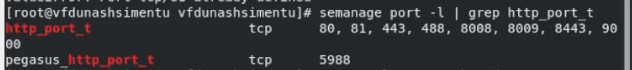 [root@vfdunashsimentu vfdunashsimentu]# semanage port -l | grep http_port_t
http_port_t tcp 80, 81, 443, 488, 8008, 8009, 8443, 90
00
pegasus_http_port_t tcp 5988